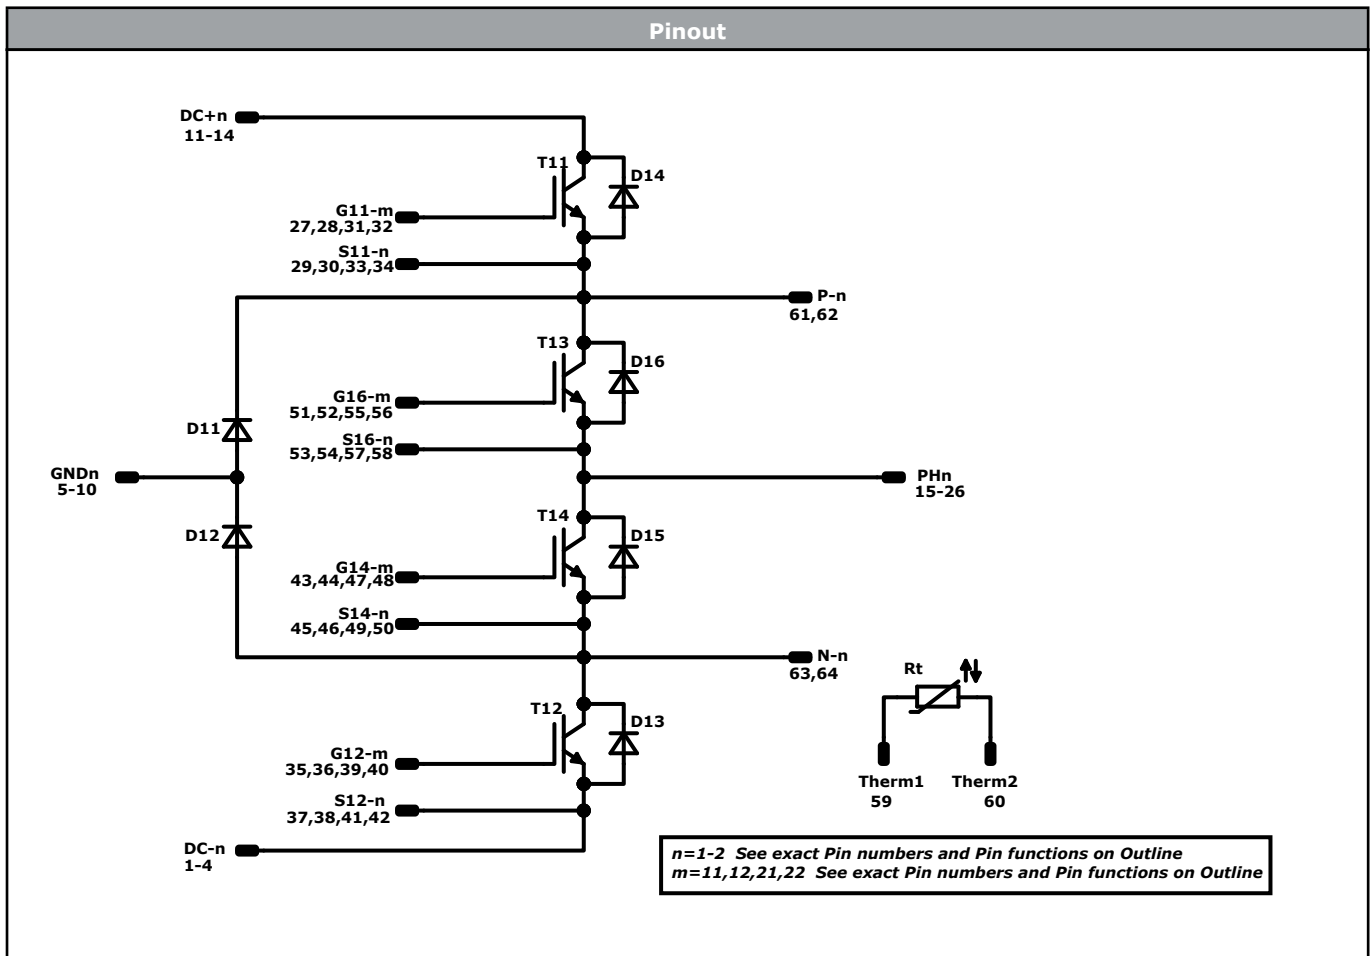 Pinout
DC+n
11-14
T11
D14
G11-m
27,28,31,32
S11-n
29,30,33,34
P-n
61,62
T13
D16
G16-m
51,52,55,56
D11
S16-n
53,54,57,58
GNDn
5-10
PHn
15-26
T14
D15
D12
G14-m
43,44,47,48
S14-n
45,46,49,50
N-n
63,64
Rt
T12
D13
G12-m
35,36,39,40
Therm1
59
Therm2
60
S12-n
37,38,41,42
DC-n
1-4
n=1-2 See exact Pin numbers and Pin functions on Outline
m=11,12,21,22 See exact Pin numbers and Pin functions on Outline